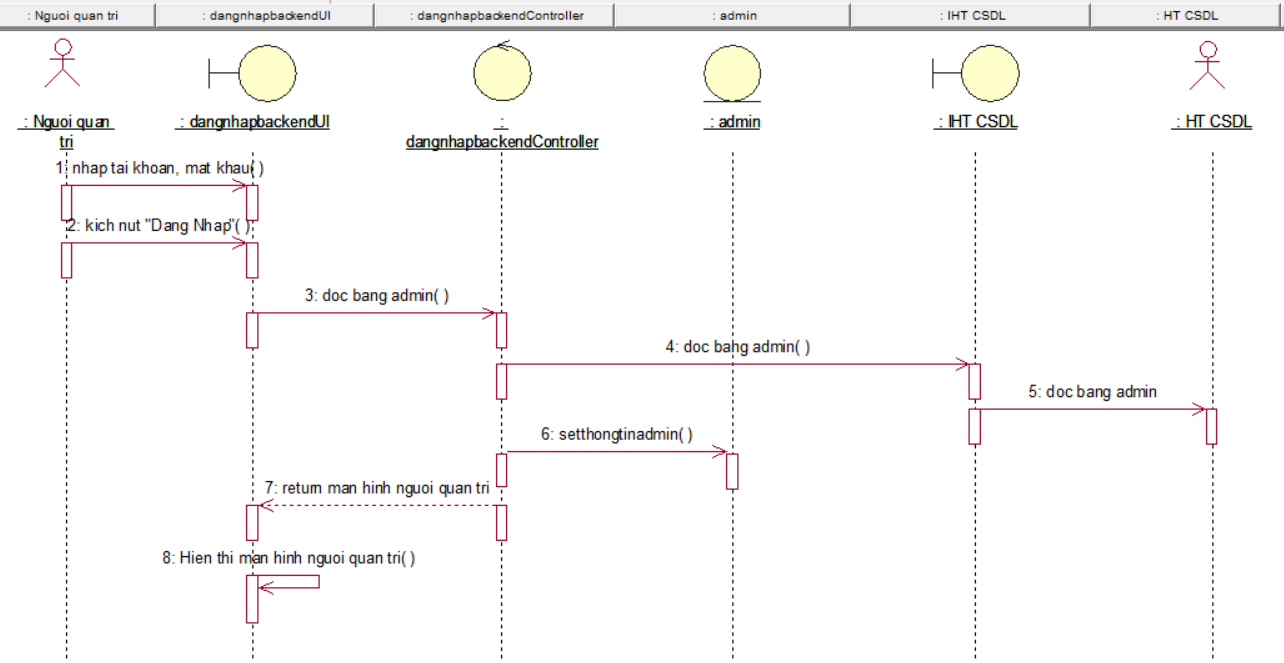 : Nguoi quan tri
: dangnhapbackendUI
: dangnhapbackendController
: admin
: IHT CSDL
: HT CSDL
: Nguoi quan
tri
: dangnhapbackendUI
:
dangnhapbackendController
: admin
: IHT CSDL
: HT CSDL
1: nhap tai khoan, mat khau( )
2: kich nut "Dang Nhap"( )
3: doc bang admin( )
4: doc bang admin( )
5: doc bang admin
6: setthongtinadmin( )
7: return man hinh nguoi quan tri
8: Hien thi man hinh nguoi quan tri( )